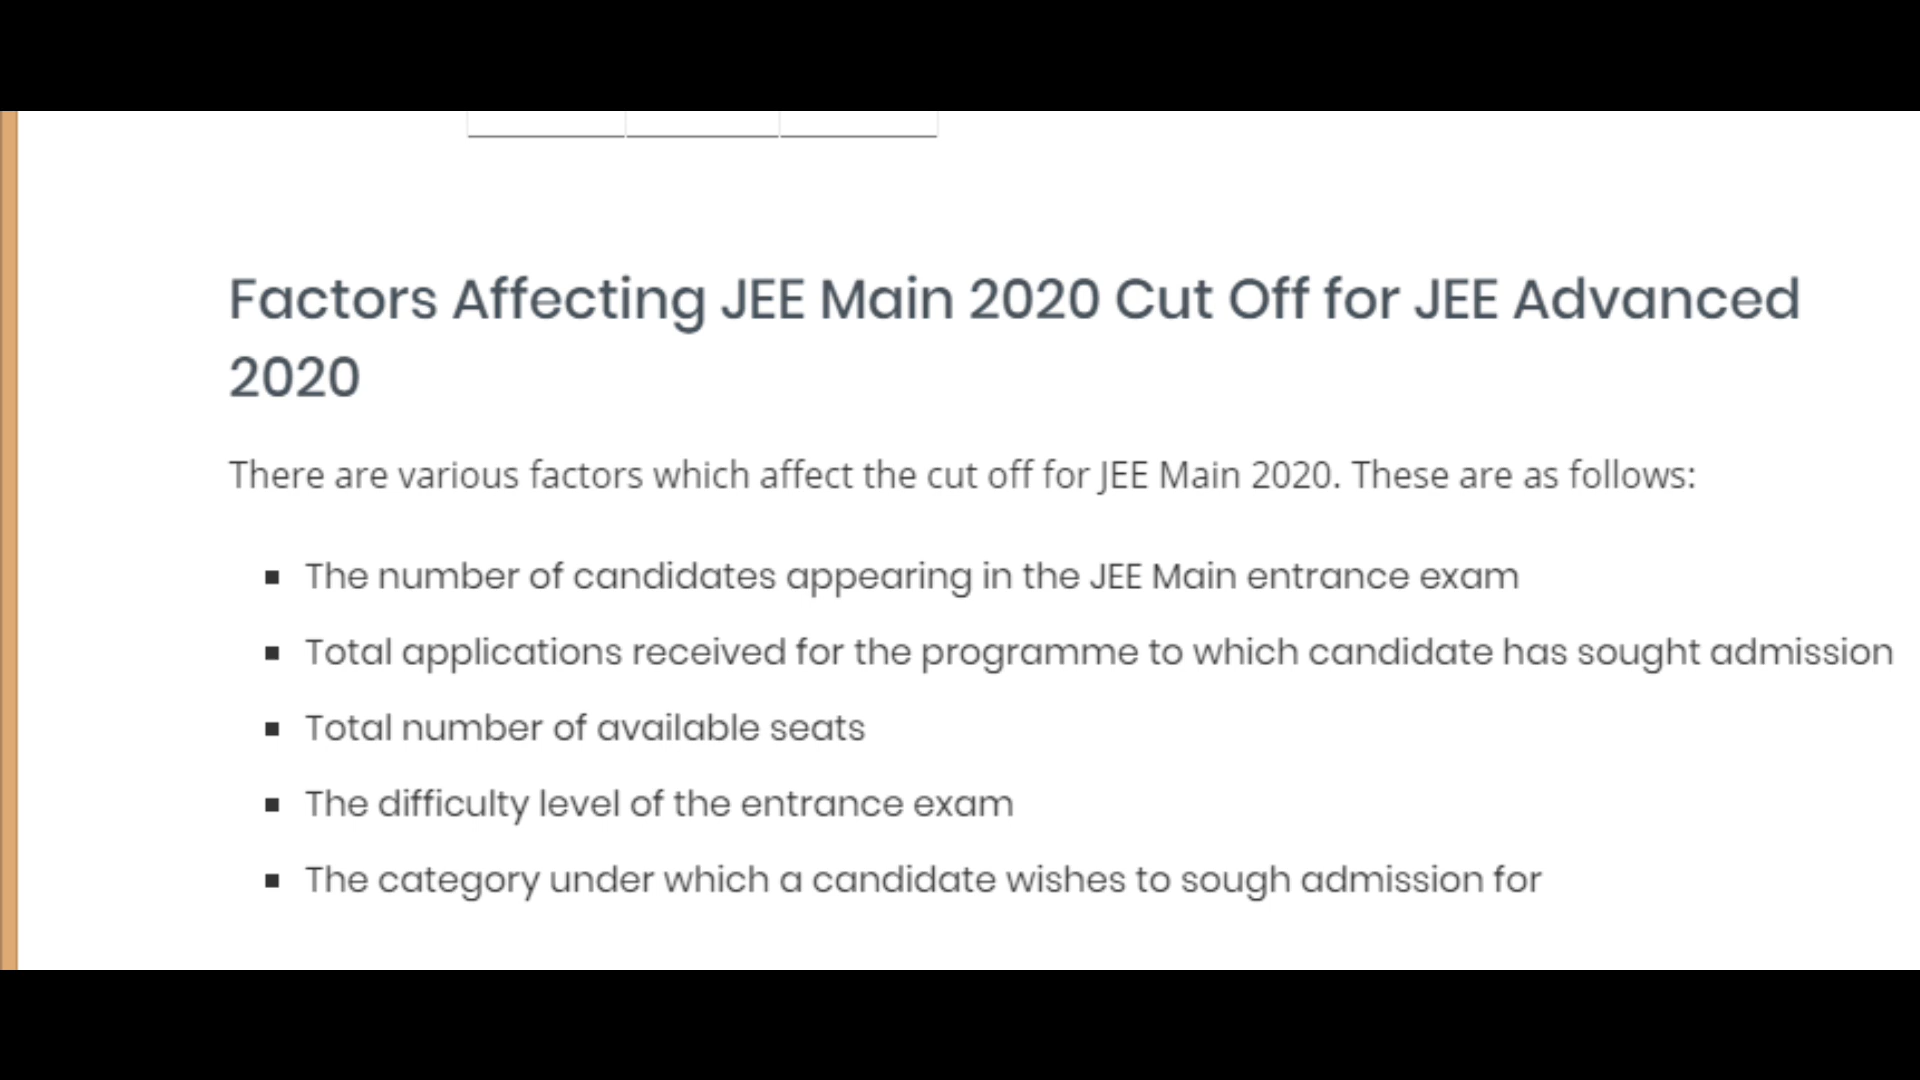 Factors Affecting JEE Main 2020 Cut Off for JEE Advanced
2020
There are various factors which affect the cut off for JEE Main 2020. These are as follows:
The number of candidates appearing in the JEE Main entrance exam
Total applications received for the programme to which candidate has sought admission
Total number of available seats
The difficulty level of the entrance exam
The category under which a candidate wishes to sough admission for